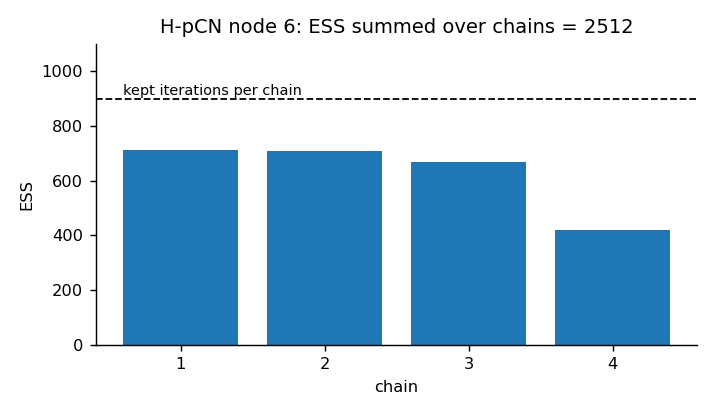 H-pCN node 6: ESS summed over chains = 2512
1000
kept iterations per chain
800
600
400
200
0
ESS
1 2 3 4
chain